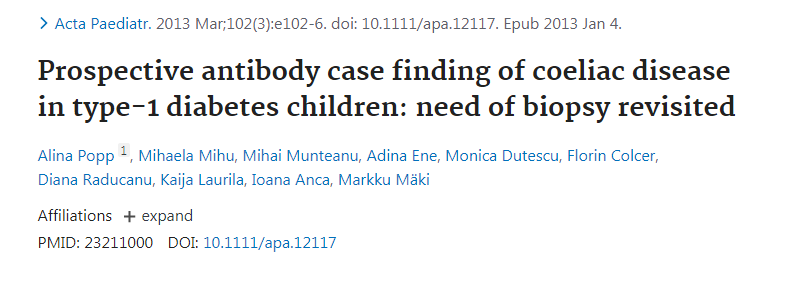 > Acta Paediatr. 2013 Mar;102(3):e102-6. doi: 10.1111/apa.12117. Epub 2013 Jan 4.
Prospective antibody case finding of coeliac disease
in type-1 diabetes children: need of biopsy revisited
Alina Popp 1, Mihaela Mihu, Mihai Munteanu, Adina Ene, Monica Dutescu, Florin Colcer,
Diana Raducanu, Kaija Laurila, Ioana Anca, Markku Mäki
Affiliations + expand
PMID: 23211000 DOI: 10.1111/apa.12117